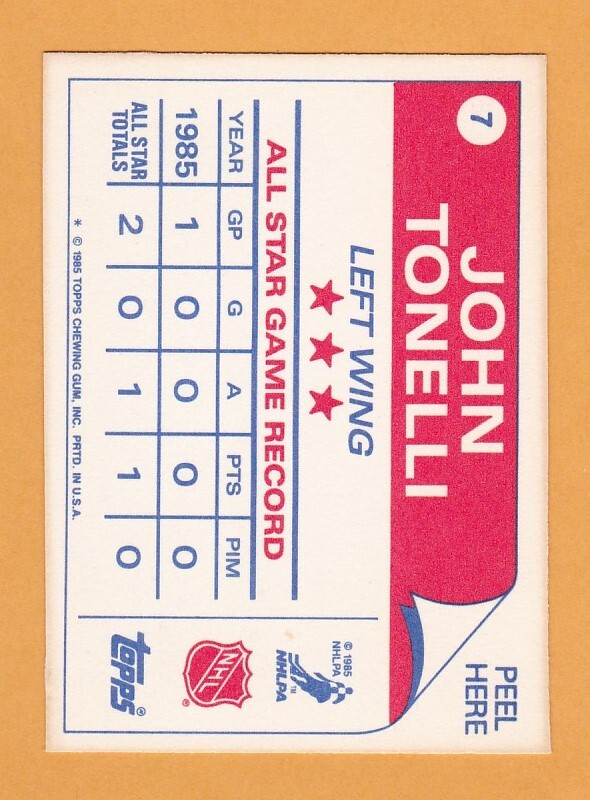 7
JOHN
TONELLI
PEEL
HERE
LEFT WING
ALL STAR GAME RECORD
YEAR GP G A PTS PIM
1985 1 0 0 0 0
ALL STAR
TOTALS 2 0 1 1 0
© 1985
NHLPA
NHLPA™
NHL®
topps®
* © 1985 TOPPS CHEWING GUM, INC. PRTD. IN U.S.A.